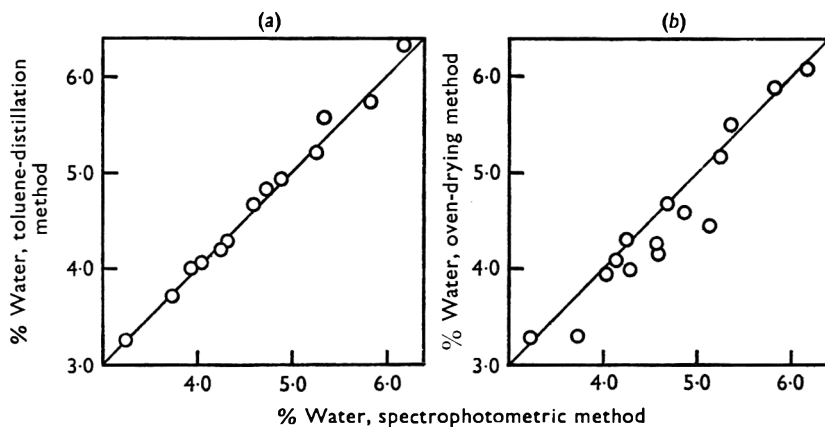 (a)
(b)
% Water, toluene-distillation
method
6·0
5·0
4·0
3·0
4·0
5·0
6·0
% Water, oven-drying method
6·0
5·0
4·0
3·0
4·0
5·0
6·0
% Water, spectrophotometric method